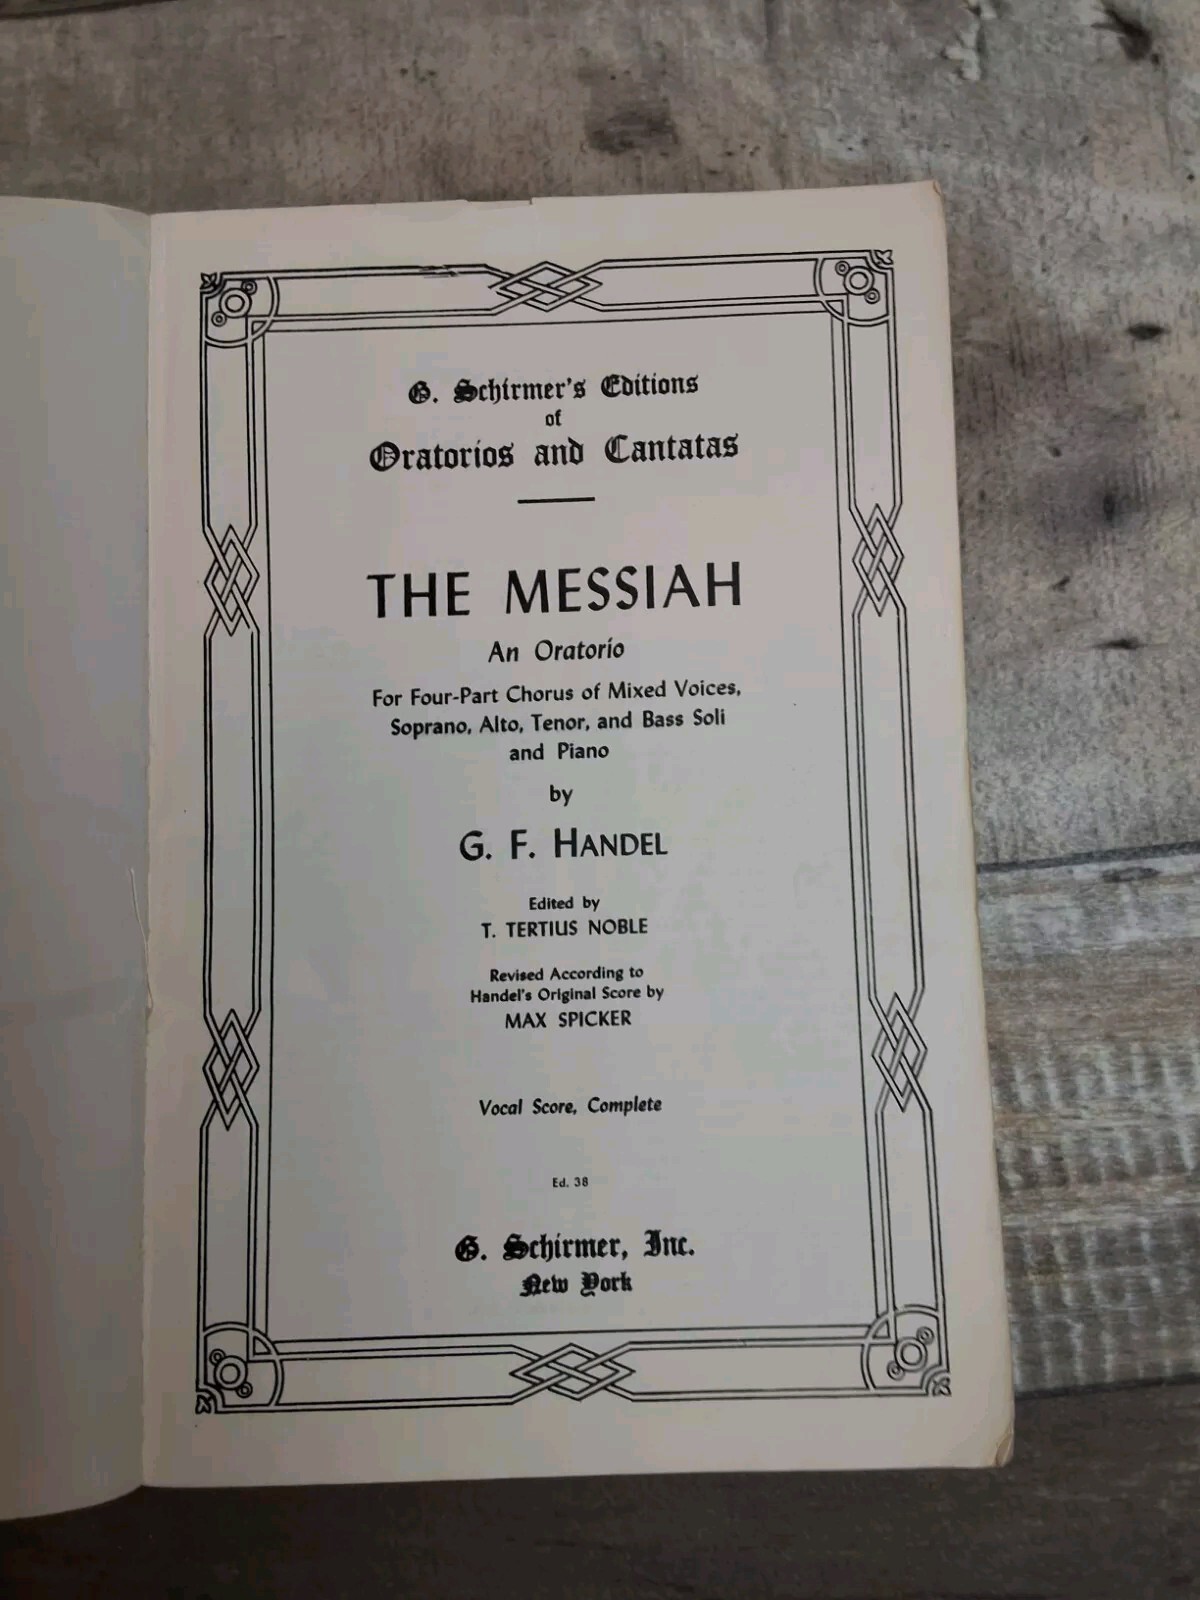 G. Schirmer's Editions
of
Oratorios and Cantatas
THE MESSIAH
An Oratorio
For Four-Part Chorus of Mixed Voices,
Soprano, Alto, Tenor, and Bass Soli
and Piano
by
G. F. HANDEL
Edited by
T. TERTIUS NOBLE
Revised According to
Handel's Original Score by
MAX SPICKER
Vocal Score, Complete
Ed. 38
G. Schirmer, Inc.
New York